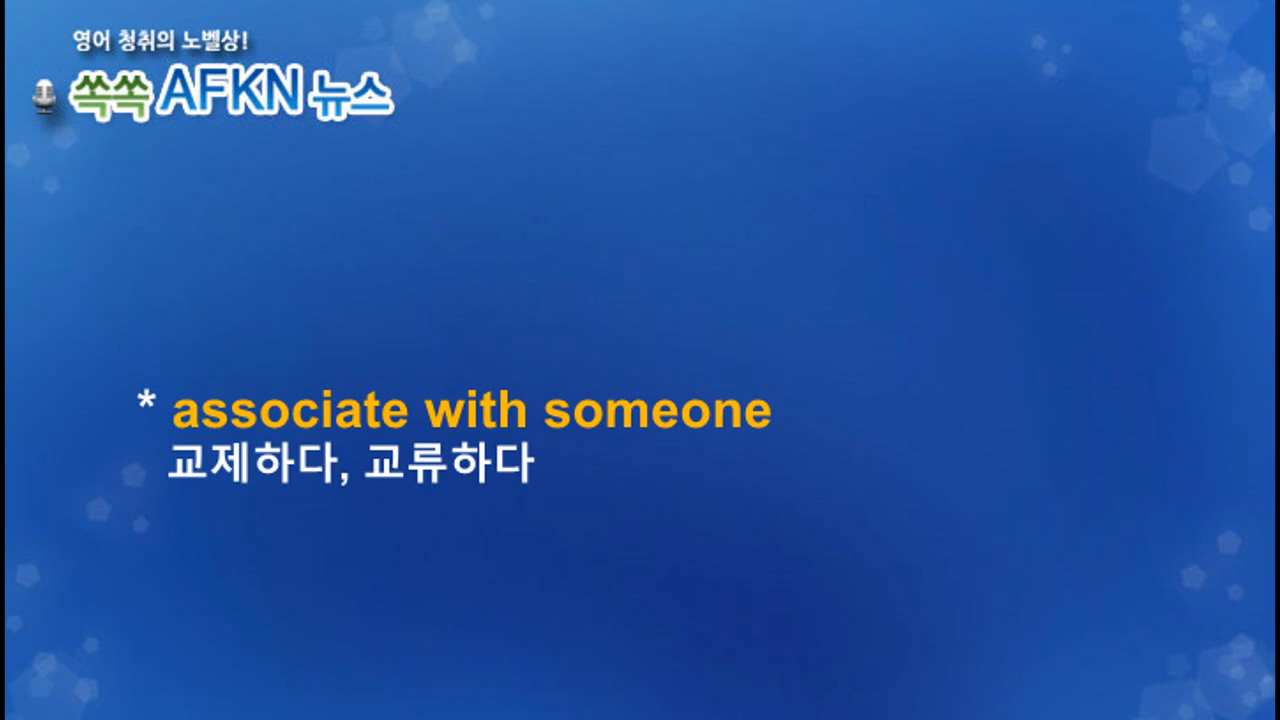 영어 청취의 노벨상!
쏙쏙 AFKN 뉴스
* associate with someone
교제하다, 교류하다